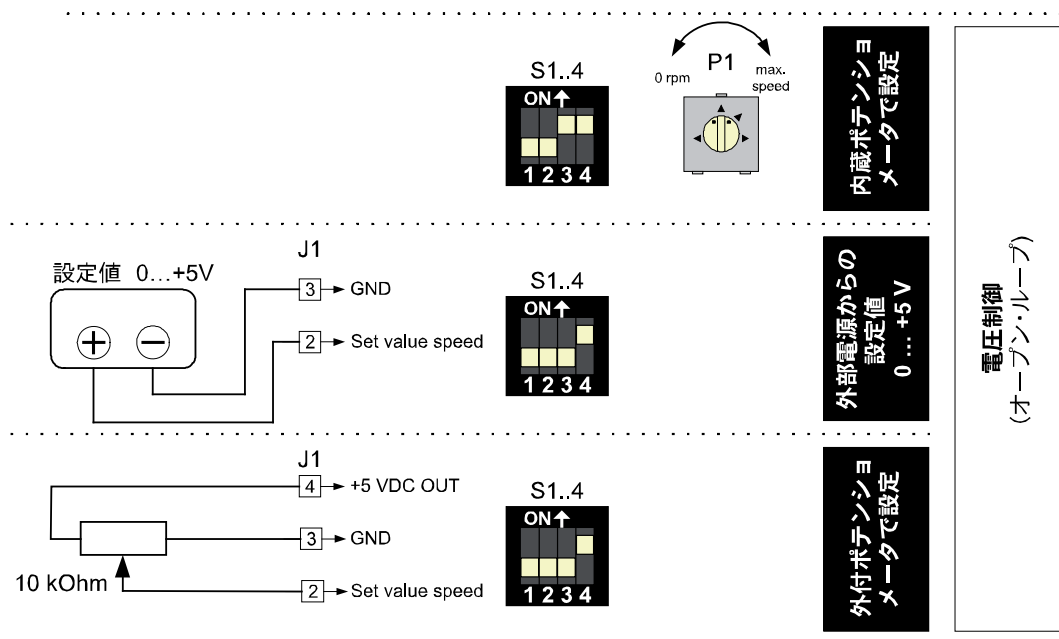 S1..4
ON↑
1 2 3 4
0 rpm
P1
max.
speed
内蔵ポテンショ
メータで設定
設定値 0…+5V
J1
3
GND
2
Set value speed
S1..4
ON↑
1 2 3 4
外部電源からの
設定値
0 … +5 V
J1
4
+5 VDC OUT
3
GND
10 kOhm
2
Set value speed
S1..4
ON↑
1 2 3 4
外付ポテンショ
メータで設定
電圧制御
(オープン・ループ)